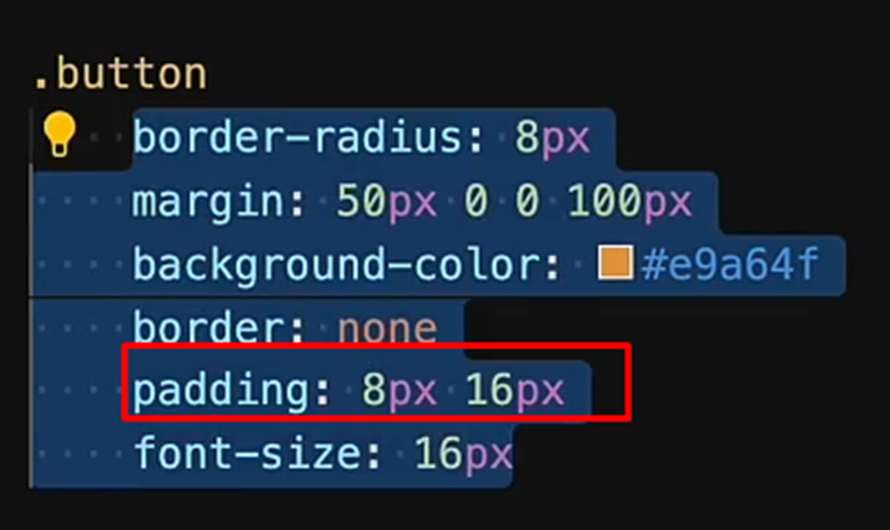 .button
border-radius: 8px
margin: 50px 0 0 100px
background-color: #e9a64f
border: none
padding: 8px 16px
font-size: 16px